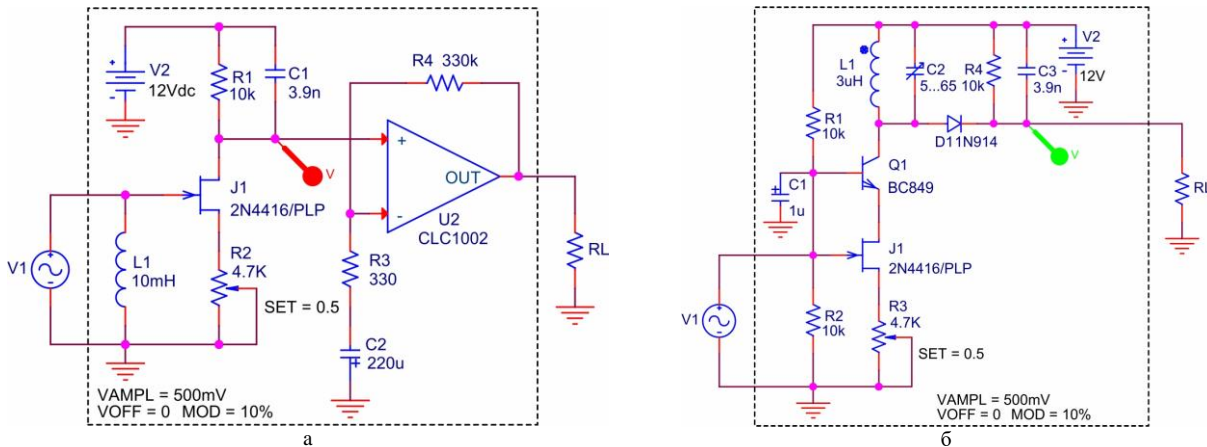 V2
12Vdc
R1
10k
C1
3.9n
R4 330k
V
+
OUT
-
U2
CLC1002
J1
2N4416/PLP
V1
L1
10mH
R2
4.7K
SET = 0.5
R3
330
RL
C2
220u
VAMPL = 500mV
VOFF = 0 MOD = 10%
а
L1
3uH
C2
5...65
R4
10k
C3
3.9n
V2
12V
R1
10k
D11N914
V
Q1
BC849
C1
1u
RL
J1
2N4416/PLP
V1
R2
10k
R3
4.7K
SET = 0.5
VAMPL = 500mV
VOFF = 0 MOD = 10%
б